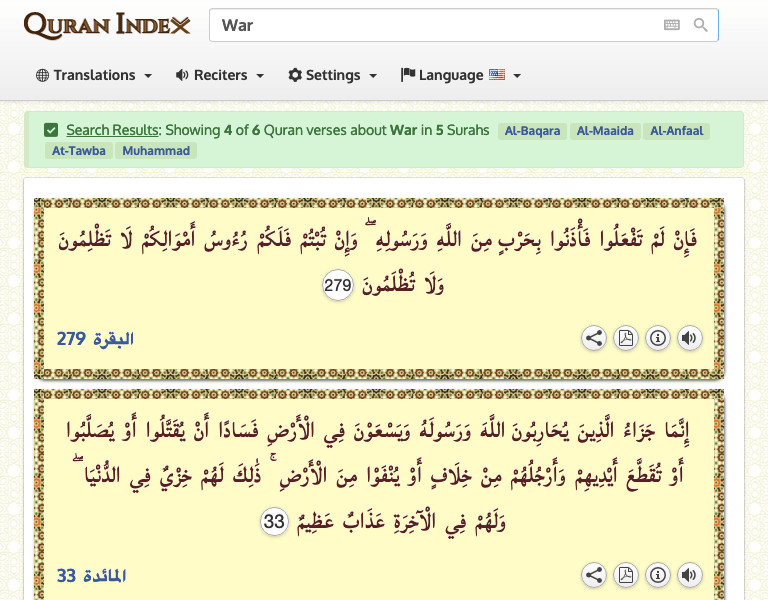 QURAN INDEX
War
Translations
Reciters
Settings
Language
Search Results: Showing 4 of 6 Quran verses about War in 5 Surahs Al-Baqara Al-Maaida Al-Anfaal
At-Tawba Muhammad
فَإِنْ لَمْ تَفْعَلُوا فَأْذَنُوا بِحَرْبٍ مِنَ اللَّهِ وَرَسُولِهِ ۖ وَإِنْ تُبْتُمْ فَلَكُمْ رُءُوسُ أَمْوَالِكُمْ لَا تَظْلِمُونَ
وَلَا تُظْلَمُونَ 279
البقرة 279
إِنَّمَا جَزَاءُ الَّذِينَ يُحَارِبُونَ اللَّهَ وَرَسُولَهُ وَيَسْعَوْنَ فِي الْأَرْضِ فَسَادًا أَنْ يُقَتَّلُوا أَوْ يُصَلَّبُوا
أَوْ تُقَطَّعَ أَيْدِيهِمْ وَأَرْجُلُهُمْ مِنْ خِلَافٍ أَوْ يُنْفَوْا مِنَ الْأَرْضِ ۚ ذَٰلِكَ لَهُمْ خِزْيٌ فِي الدُّنْيَا ۖ
وَلَهُمْ فِي الْآخِرَةِ عَذَابٌ عَظِيمٌ 33
المائدة 33